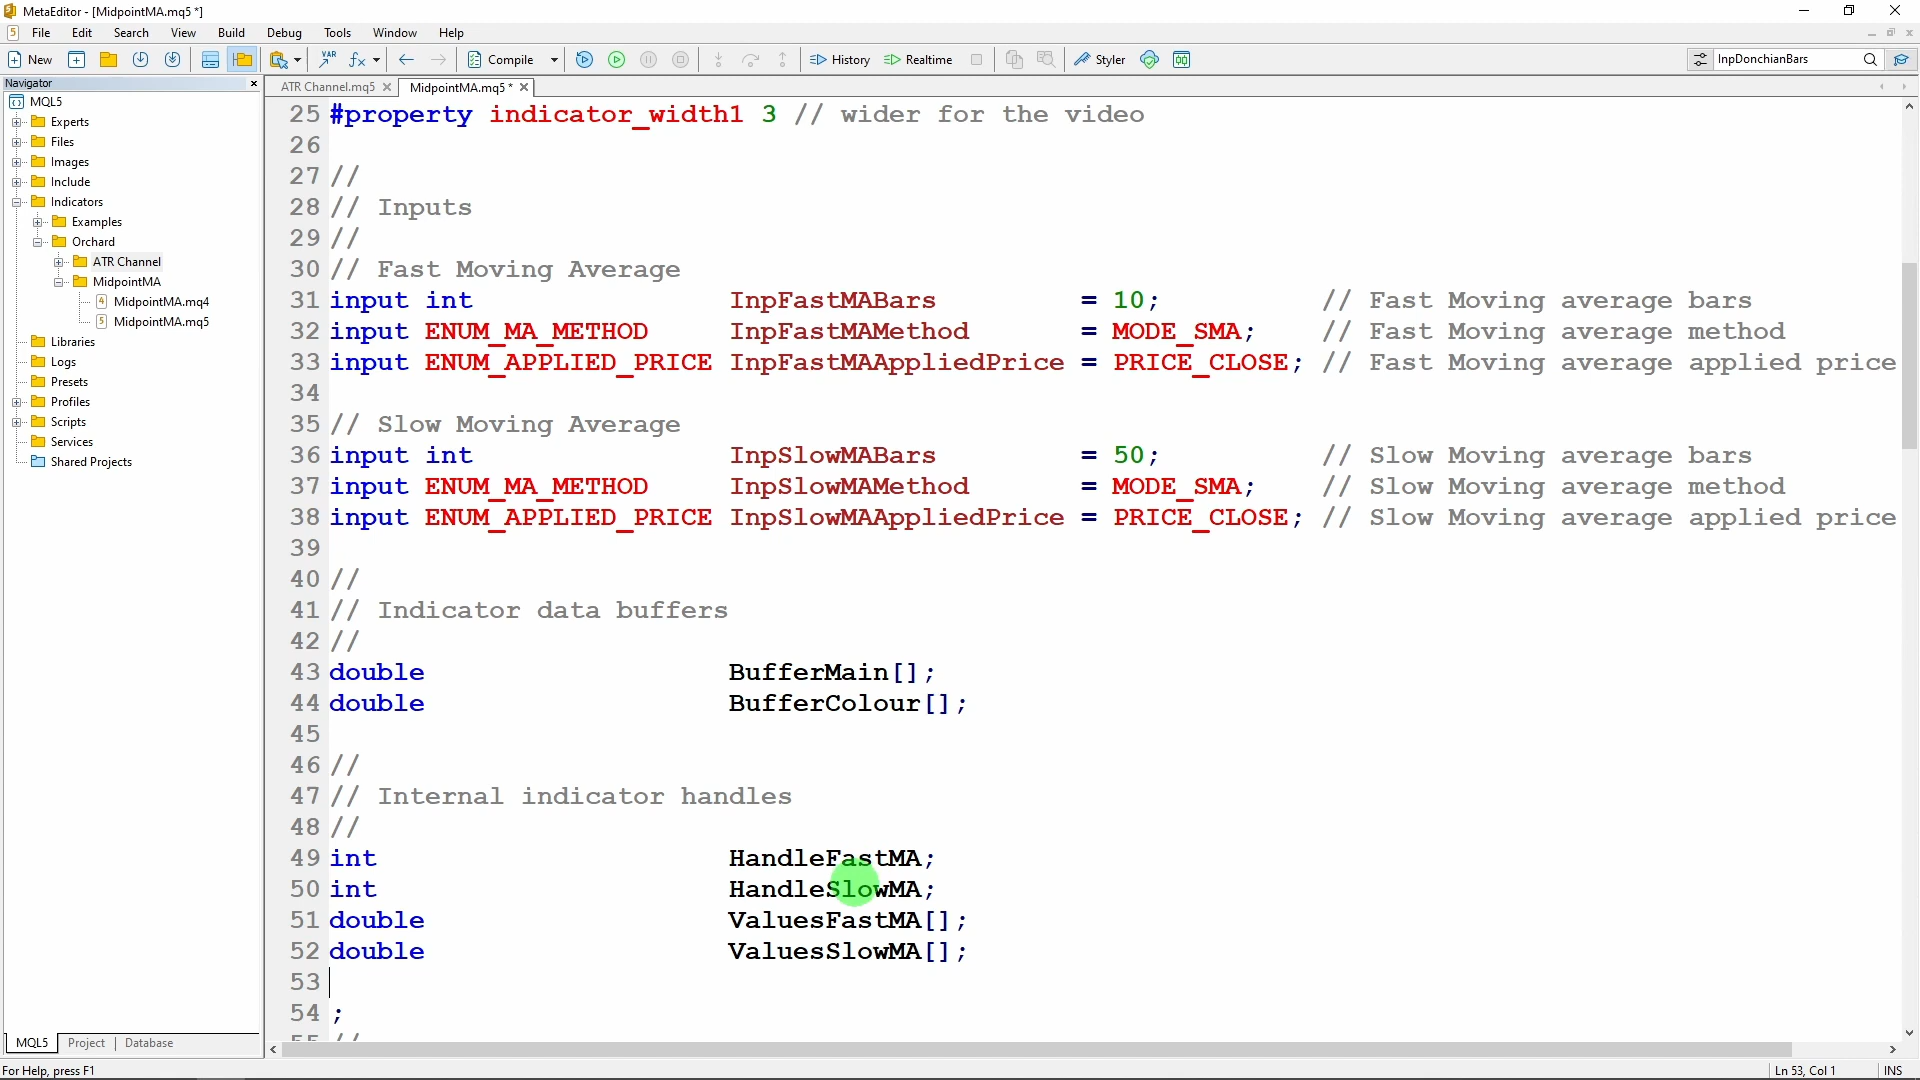 MetaEditor - [MidpointMA.mq5 *]
File Edit Search View Build Debug Tools Window Help
New Compile History Realtime Styler InpDonchianBars
Navigator
ATR Channel.mq5 MidpointMA.mq5 *
MQL5
Experts
Files
Images
Include
Indicators
Examples
Orchard
ATR Channel
MidpointMA
MidpointMA.mq4
MidpointMA.mq5
Libraries
Logs
Presets
Profiles
Scripts
Services
Shared Projects
25 #property indicator_width1 3 // wider for the video
26
27 //
28 // Inputs
29 //
30 // Fast Moving Average
31 input int InpFastMABars = 10; // Fast Moving average bars
32 input ENUM_MA_METHOD InpFastMAMethod = MODE_SMA; // Fast Moving average method
33 input ENUM_APPLIED_PRICE InpFastMAAppliedPrice = PRICE_CLOSE; // Fast Moving average applied price
34
35 // Slow Moving Average
36 input int InpSlowMABars = 50; // Slow Moving average bars
37 input ENUM_MA_METHOD InpSlowMAMethod = MODE_SMA; // Slow Moving average method
38 input ENUM_APPLIED_PRICE InpSlowMAAppliedPrice = PRICE_CLOSE; // Slow Moving average applied price
39
40 //
41 // Indicator data buffers
42 //
43 double BufferMain[];
44 double BufferColour[];
45
46 //
47 // Internal indicator handles
48 //
49 int HandleFastMA;
50 int HandleSlowMA;
51 double ValuesFastMA[];
52 double ValuesSlowMA[];
53
54 ;
55 //
MQL5 Project Database
For Help, press F1 Ln 53, Col 1 INS